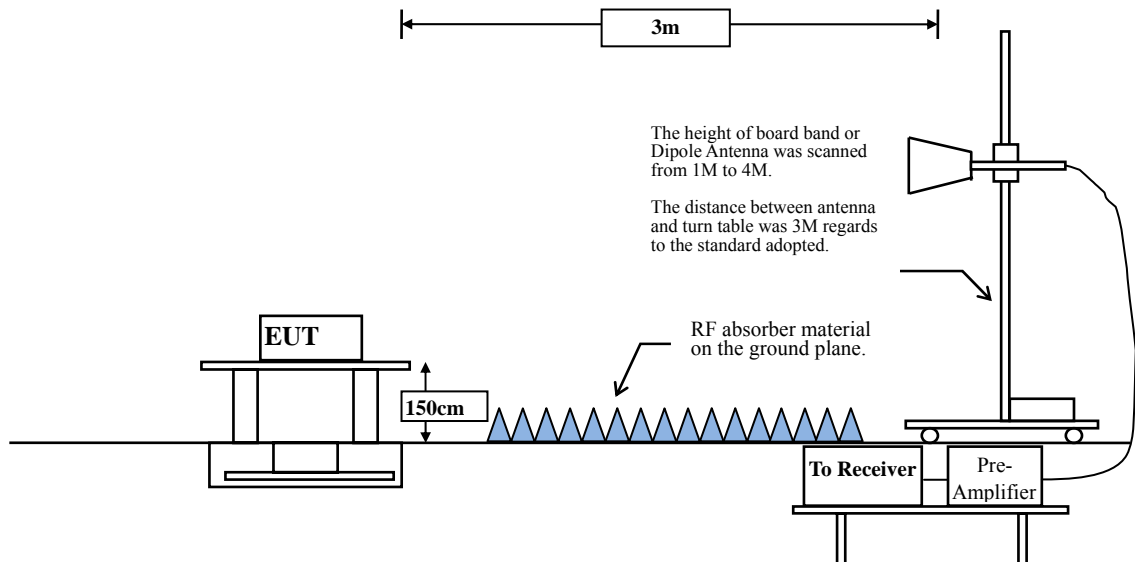 3m
The height of board band or
Dipole Antenna was scanned
from 1M to 4M.
The distance between antenna
and turn table was 3M regards
to the standard adopted.
EUT
RF absorber material
on the ground plane.
150cm
To Receiver
Pre-
Amplifier